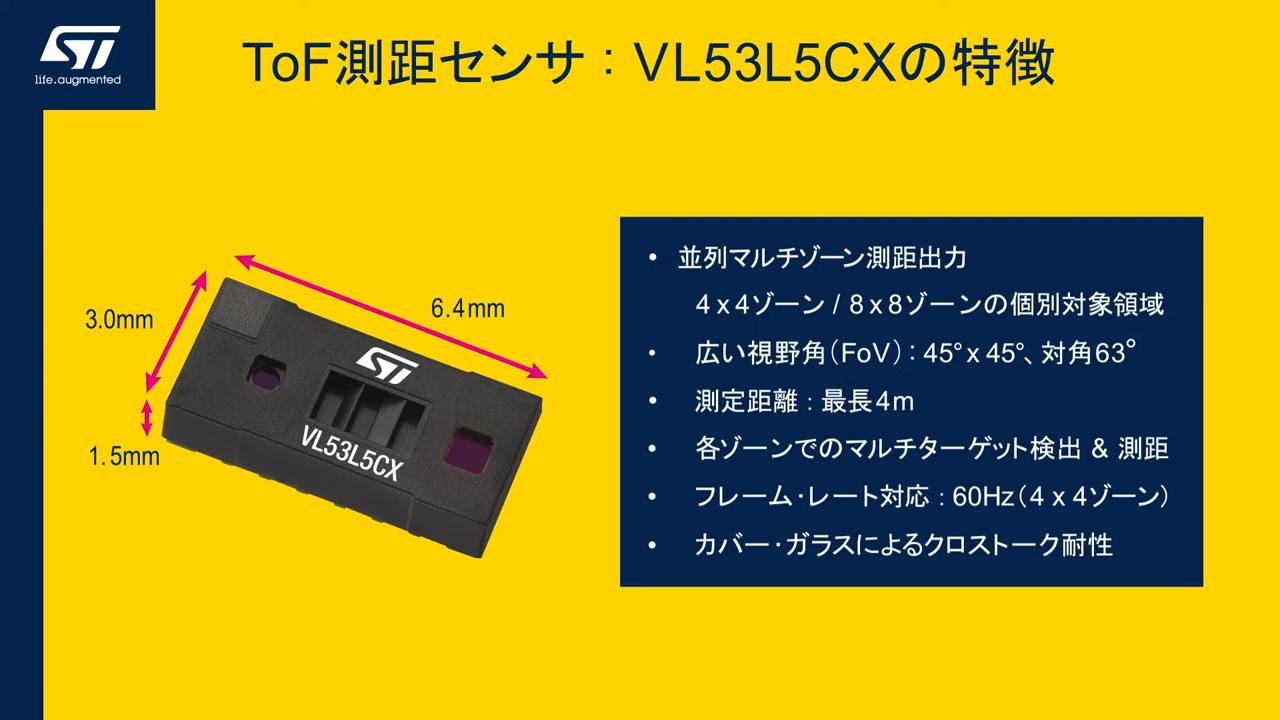 ST
life.augmented
ToF測距センサ：VL53L5CXの特徴
3.0mm
6.4mm
1.5mm
ST
VL53L5CX
• 並列マルチゾーン測距出力
4 x 4ゾーン / 8 x 8ゾーンの個別対象領域
• 広い視野角（FoV）：45° x 45°、対角63°
• 測定距離：最長4m
• 各ゾーンでのマルチターゲット検出 & 測距
• フレーム･レート対応：60Hz（4 x 4ゾーン）
• カバー･ガラスによるクロストーク耐性